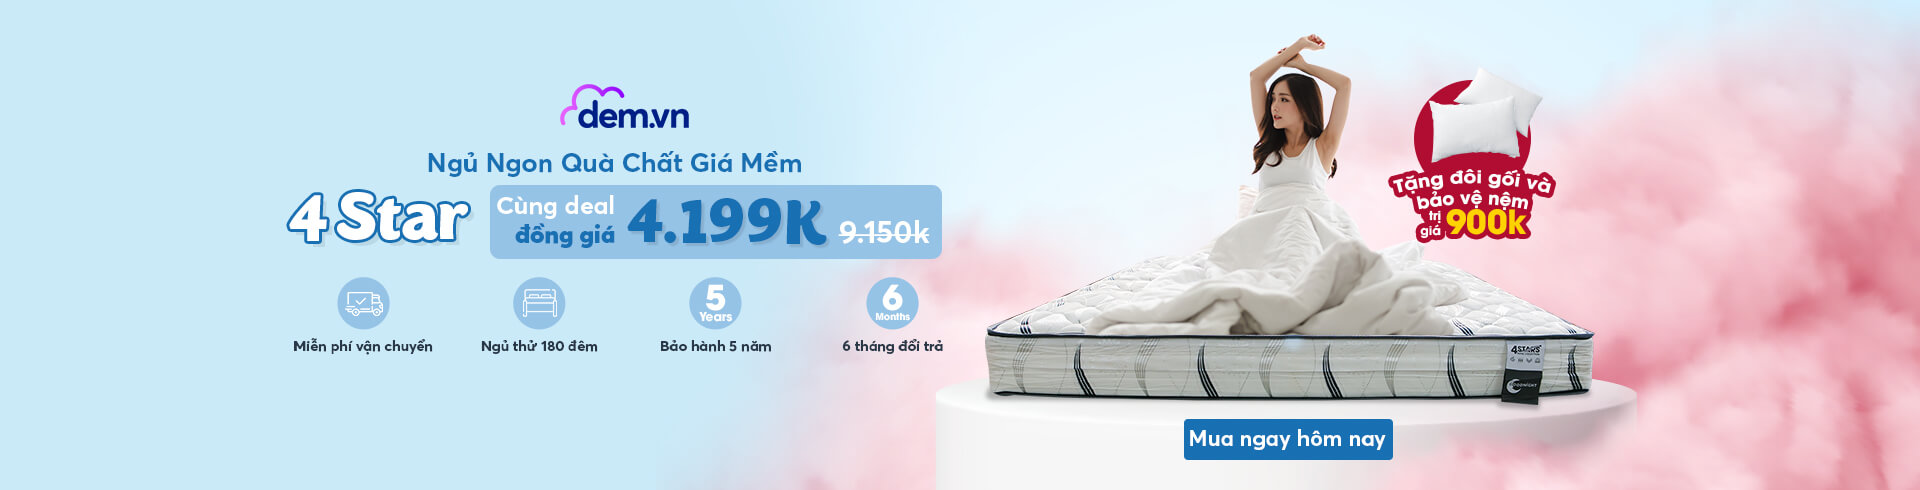 dem.vn
Ngủ Ngon Quà Chất Giá Mềm
4 Star
Cùng deal
đồng giá
4.199K
9.150k
5
Years
6
Months
Miễn phí vận chuyển
Ngủ thử 180 đêm
Bảo hành 5 năm
6 tháng đổi trả
Tặng đôi gối và
bảo vệ nệm
trị
giá
900k
4STARS
GOODNIGHT
Mua ngay hôm nay